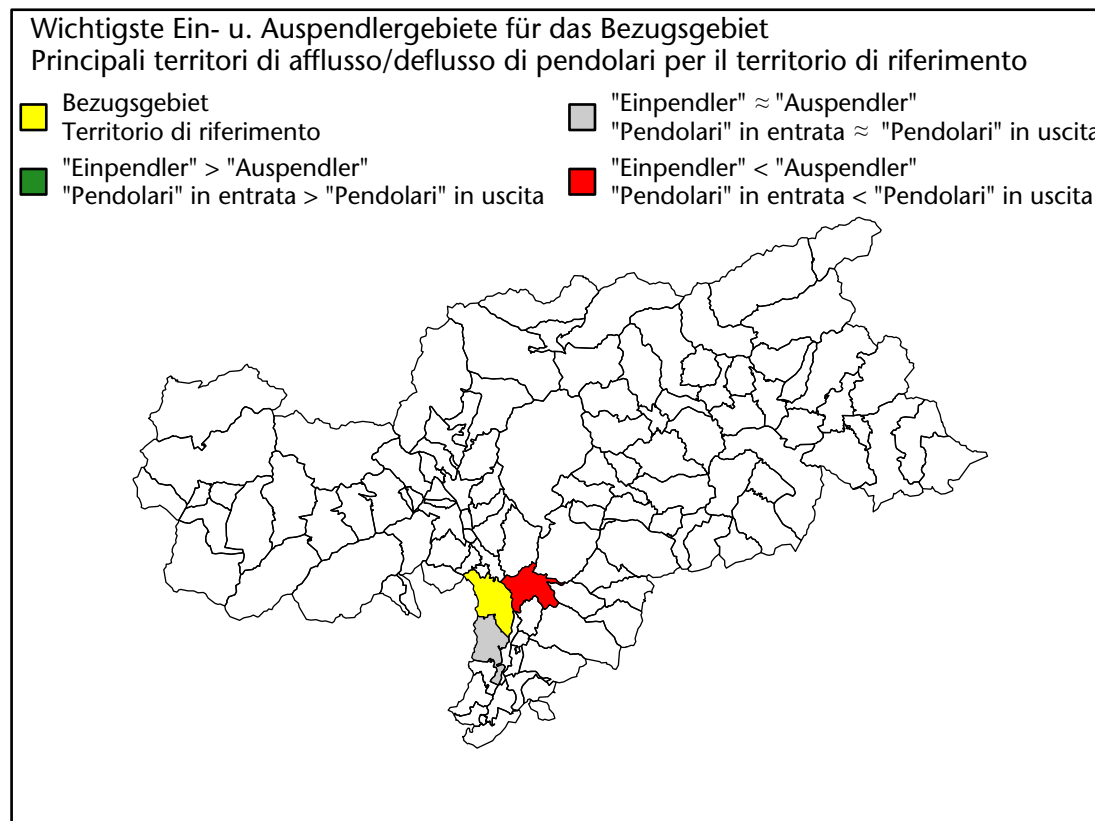 Wichtigste Ein- u. Auspendlergebiete für das Bezugsgebiet
Principali territori di afflusso/deflusso di pendolari per il territorio di riferimento
Bezugsgebiet
Territorio di riferimento
"Einpendler" > "Auspendler"
"Pendolari" in entrata > "Pendolari" in uscita
"Einpendler" ≈ "Auspendler"
"Pendolari" in entrata ≈ "Pendolari" in uscita
"Einpendler" < "Auspendler"
"Pendolari" in entrata < "Pendolari" in uscita